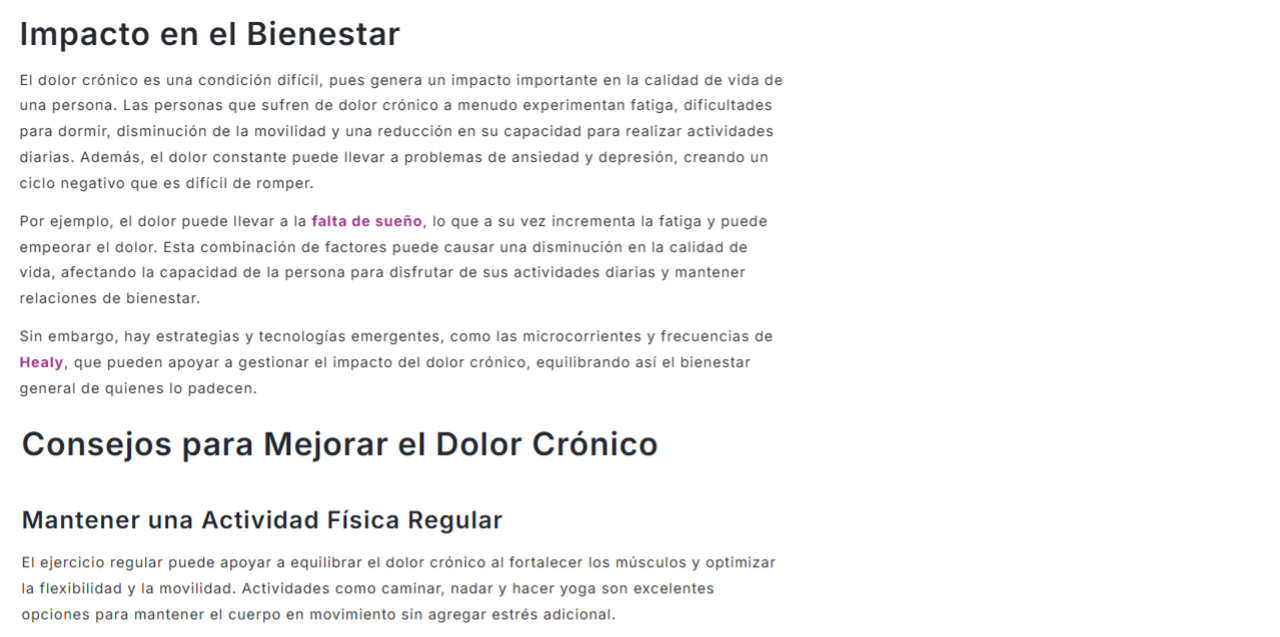 Impacto en el Bienestar
El dolor crónico es una condición difícil, pues genera un impacto importante en la calidad de vida de
una persona. Las personas que sufren de dolor crónico a menudo experimentan fatiga, dificultades
para dormir, disminución de la movilidad y una reducción en su capacidad para realizar actividades
diarias. Además, el dolor constante puede llevar a problemas de ansiedad y depresión, creando un
ciclo negativo que es difícil de romper.
Por ejemplo, el dolor puede llevar a la falta de sueño, lo que a su vez incrementa la fatiga y puede
empeorar el dolor. Esta combinación de factores puede causar una disminución en la calidad de
vida, afectando la capacidad de la persona para disfrutar de sus actividades diarias y mantener
relaciones de bienestar.
Sin embargo, hay estrategias y tecnologías emergentes, como las microcorrientes y frecuencias de
Healy, que pueden apoyar a gestionar el impacto del dolor crónico, equilibrando así el bienestar
general de quienes lo padecen.
Consejos para Mejorar el Dolor Crónico
Mantener una Actividad Física Regular
El ejercicio regular puede apoyar a equilibrar el dolor crónico al fortalecer los músculos y optimizar
la flexibilidad y la movilidad. Actividades como caminar, nadar y hacer yoga son excelentes
opciones para mantener el cuerpo en movimiento sin agregar estrés adicional.